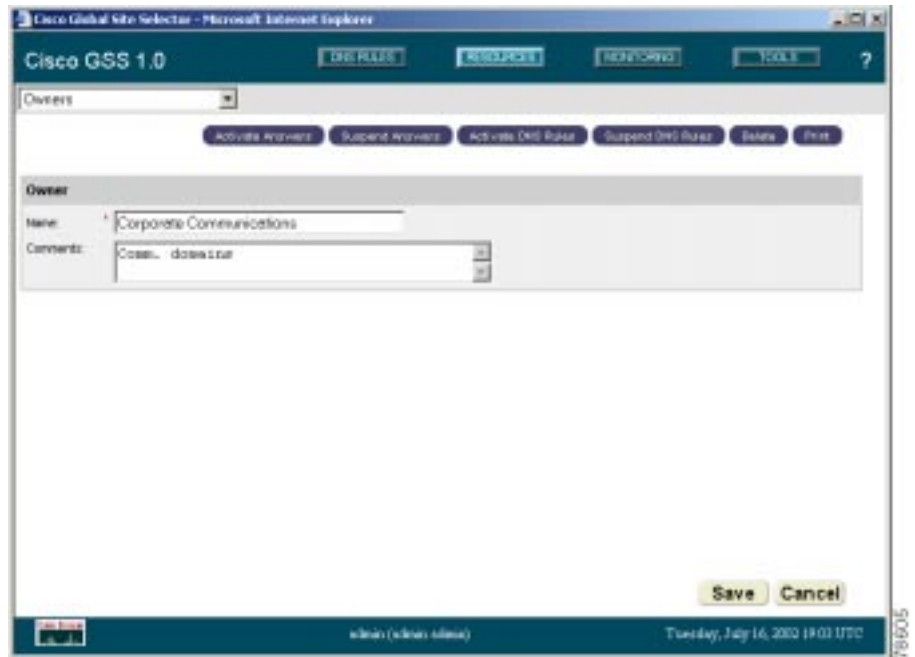 Cisco Global Site Selector - Microsoft Internet Explorer
Cisco GSS 1.0
DNS RULES
RESOURCES
MONITORING
TOOLS
?
Owners
Activate Answers
Suspend Answers
Activate DNS Rules
Suspend DNS Rules
Delete
Print
Owner
Name: * Corporate Communications
Comments: Comm. domains
Save
Cancel
admin (admin admin)
Tuesday, July 16, 2002 19:03 UTC
78605